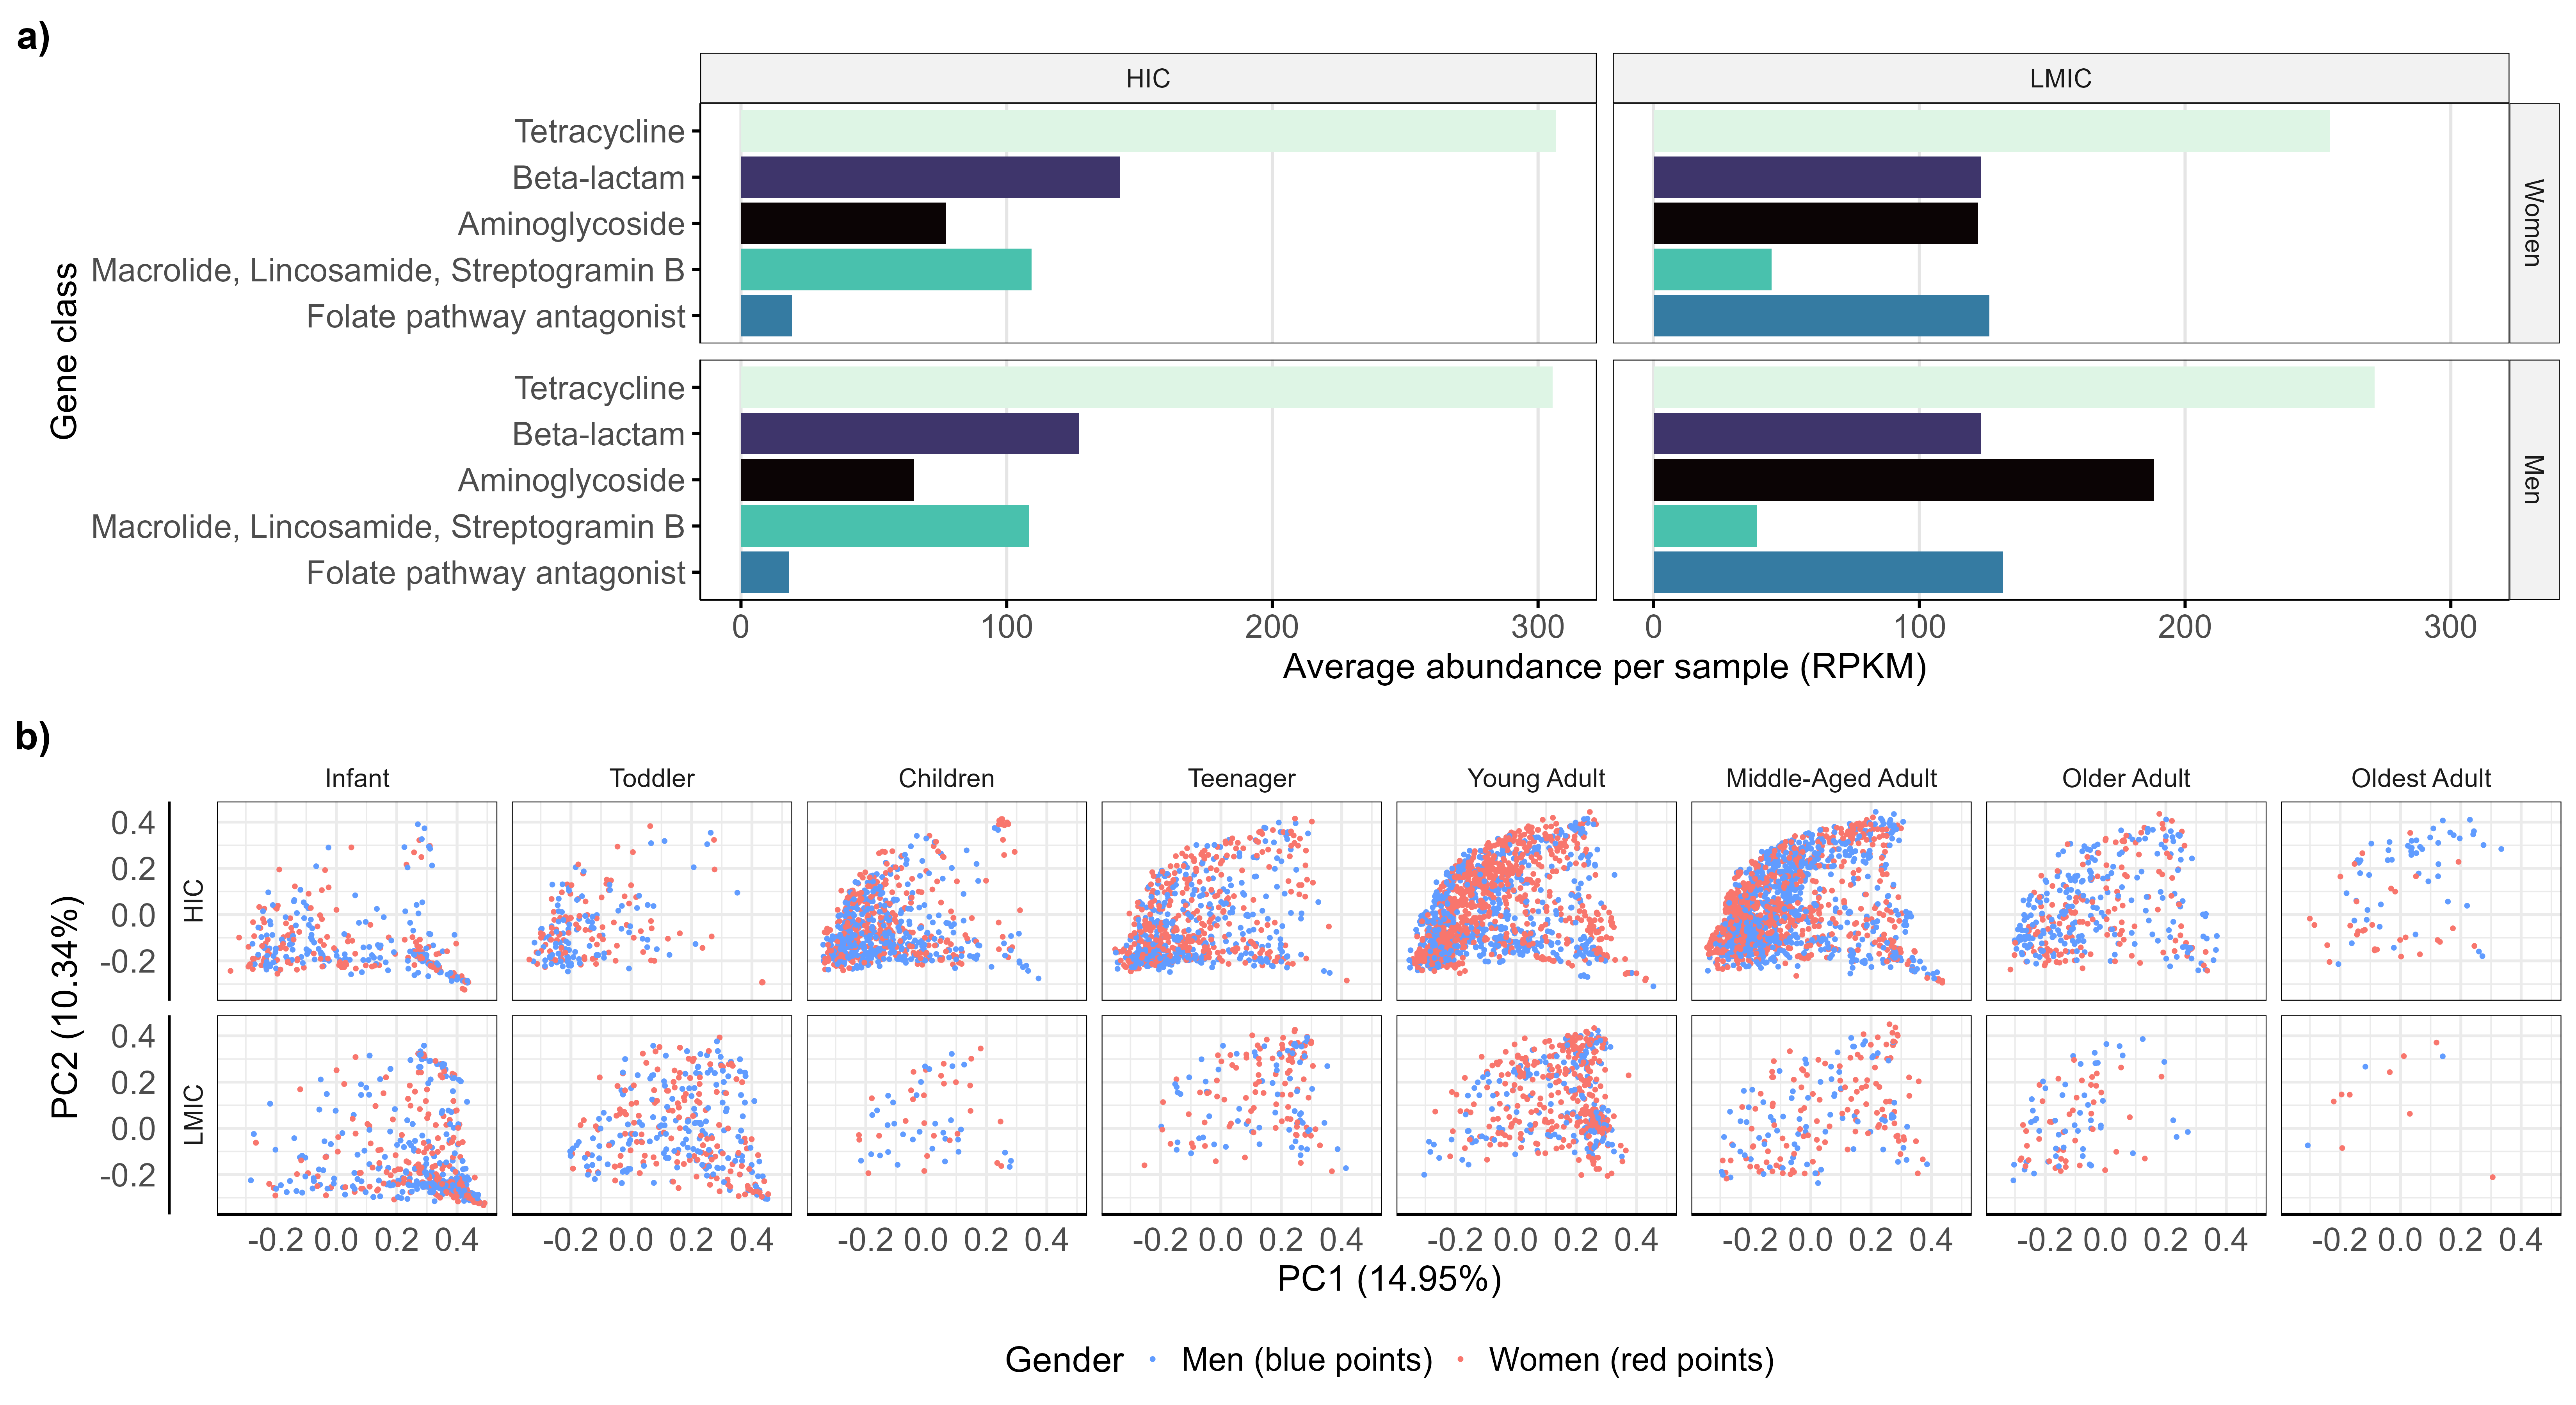 a)
HIC
LMIC
Gene class
Tetracycline
Beta-lactam
Aminoglycoside
Macrolide, Lincosamide, Streptogramin B
Folate pathway antagonist
Women
Tetracycline
Beta-lactam
Aminoglycoside
Macrolide, Lincosamide, Streptogramin B
Folate pathway antagonist
Men
0 100 200 300
0 100 200 300
Average abundance per sample (RPKM)
b)
Infant
Toddler
Children
Teenager
Young Adult
Middle-Aged Adult
Older Adult
Oldest Adult
PC2 (10.34%)
HIC
0.4
0.2
0.0
-0.2
LMIC
0.4
0.2
0.0
-0.2
-0.2 0.0 0.2 0.4
-0.2 0.0 0.2 0.4
-0.2 0.0 0.2 0.4
-0.2 0.0 0.2 0.4
-0.2 0.0 0.2 0.4
-0.2 0.0 0.2 0.4
-0.2 0.0 0.2 0.4
-0.2 0.0 0.2 0.4
PC1 (14.95%)
Gender Men (blue points) Women (red points)